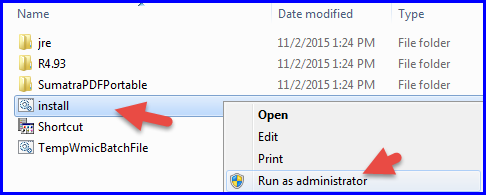 Name Date modified Type
jre 11/2/2015 1:24 PM File folder
R4.93 11/2/2015 1:24 PM File folder
SumatraPDFPortable 11/2/2015 1:24 PM File folder
install
Open
Shortcut
Edit
TempWmicBatchFile
Print
Run as administrator